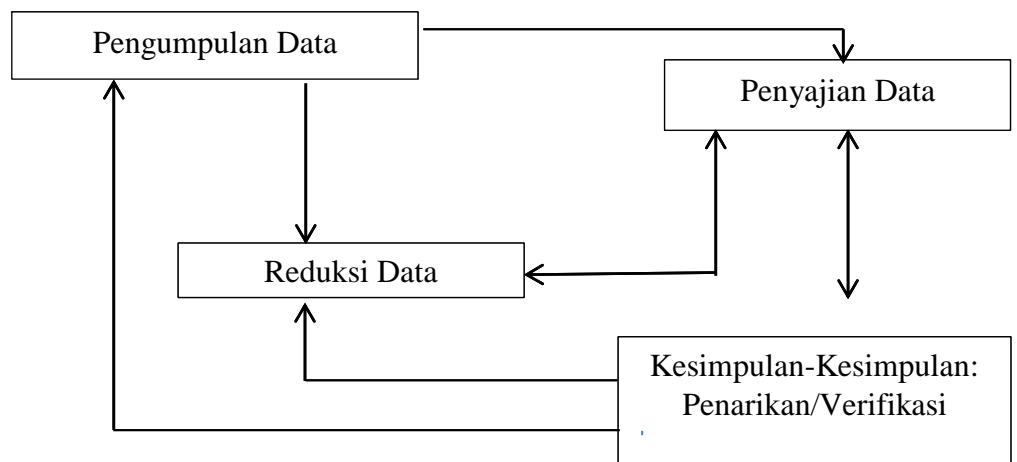 Pengumpulan Data
Penyajian Data
Reduksi Data
Kesimpulan-Kesimpulan:
Penarikan/Verifikasi